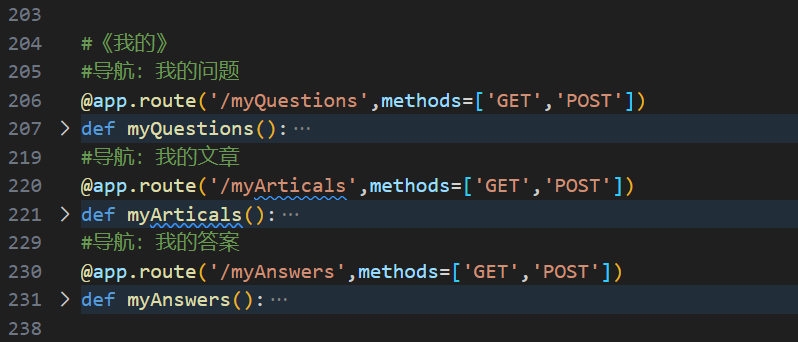 203
204 #《我的》
205 #导航：我的问题
206 @app.route('/myQuestions',methods=['GET','POST'])
207 > def myQuestions():…
219 #导航：我的文章
220 @app.route('/myArticals',methods=['GET','POST'])
221 > def myArticals():…
229 #导航：我的答案
230 @app.route('/myAnswers',methods=['GET','POST'])
231 > def myAnswers():…
238